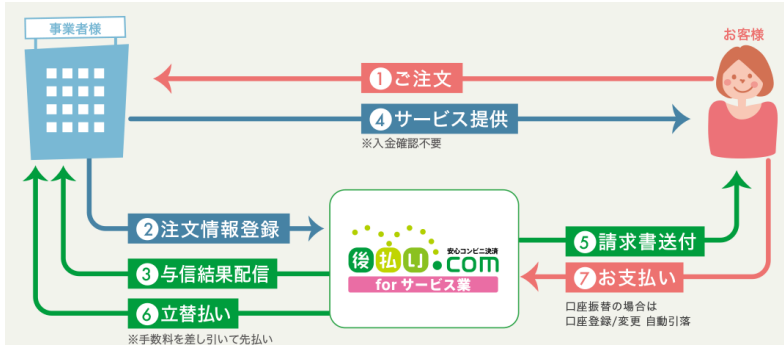 事業者様
お客様
1 ご注文
4 サービス提供
※入金確認不要
2 注文情報登録
安心コンビニ決済
後払い.com
for サービス業
3 与信結果配信
5 請求書送付
7 お支払い
口座振替の場合は
口座登録/変更 自動引落
6 立替払い
※手数料を差し引いて先払い